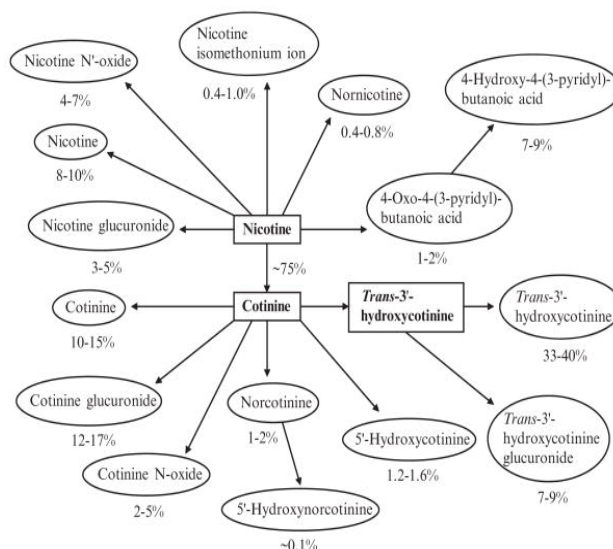 Nicotine
isomethonium ion
0.4-1.0%
Nicotine N'-oxide
4-7%
Nornicotine
0.4-0.8%
4-Hydroxy-4-(3-pyridyl)-
butanoic acid
7-9%
Nicotine
8-10%
4-Oxo-4-(3-pyridyl)-
butanoic acid
1-2%
Nicotine glucuronide
3-5%
Nicotine
~75%
Cotinine
10-15%
Cotinine
Trans-3'-
hydroxycotinine
Trans-3'-
hydroxycotinine
33-40%
Cotinine glucuronide
12-17%
Norcotinine
1-2%
5'-Hydroxycotinine
1.2-1.6%
Trans-3'-
hydroxycotinine
glucuronide
7-9%
Cotinine N-oxide
2-5%
5'-Hydroxynorcotinine
~0.1%